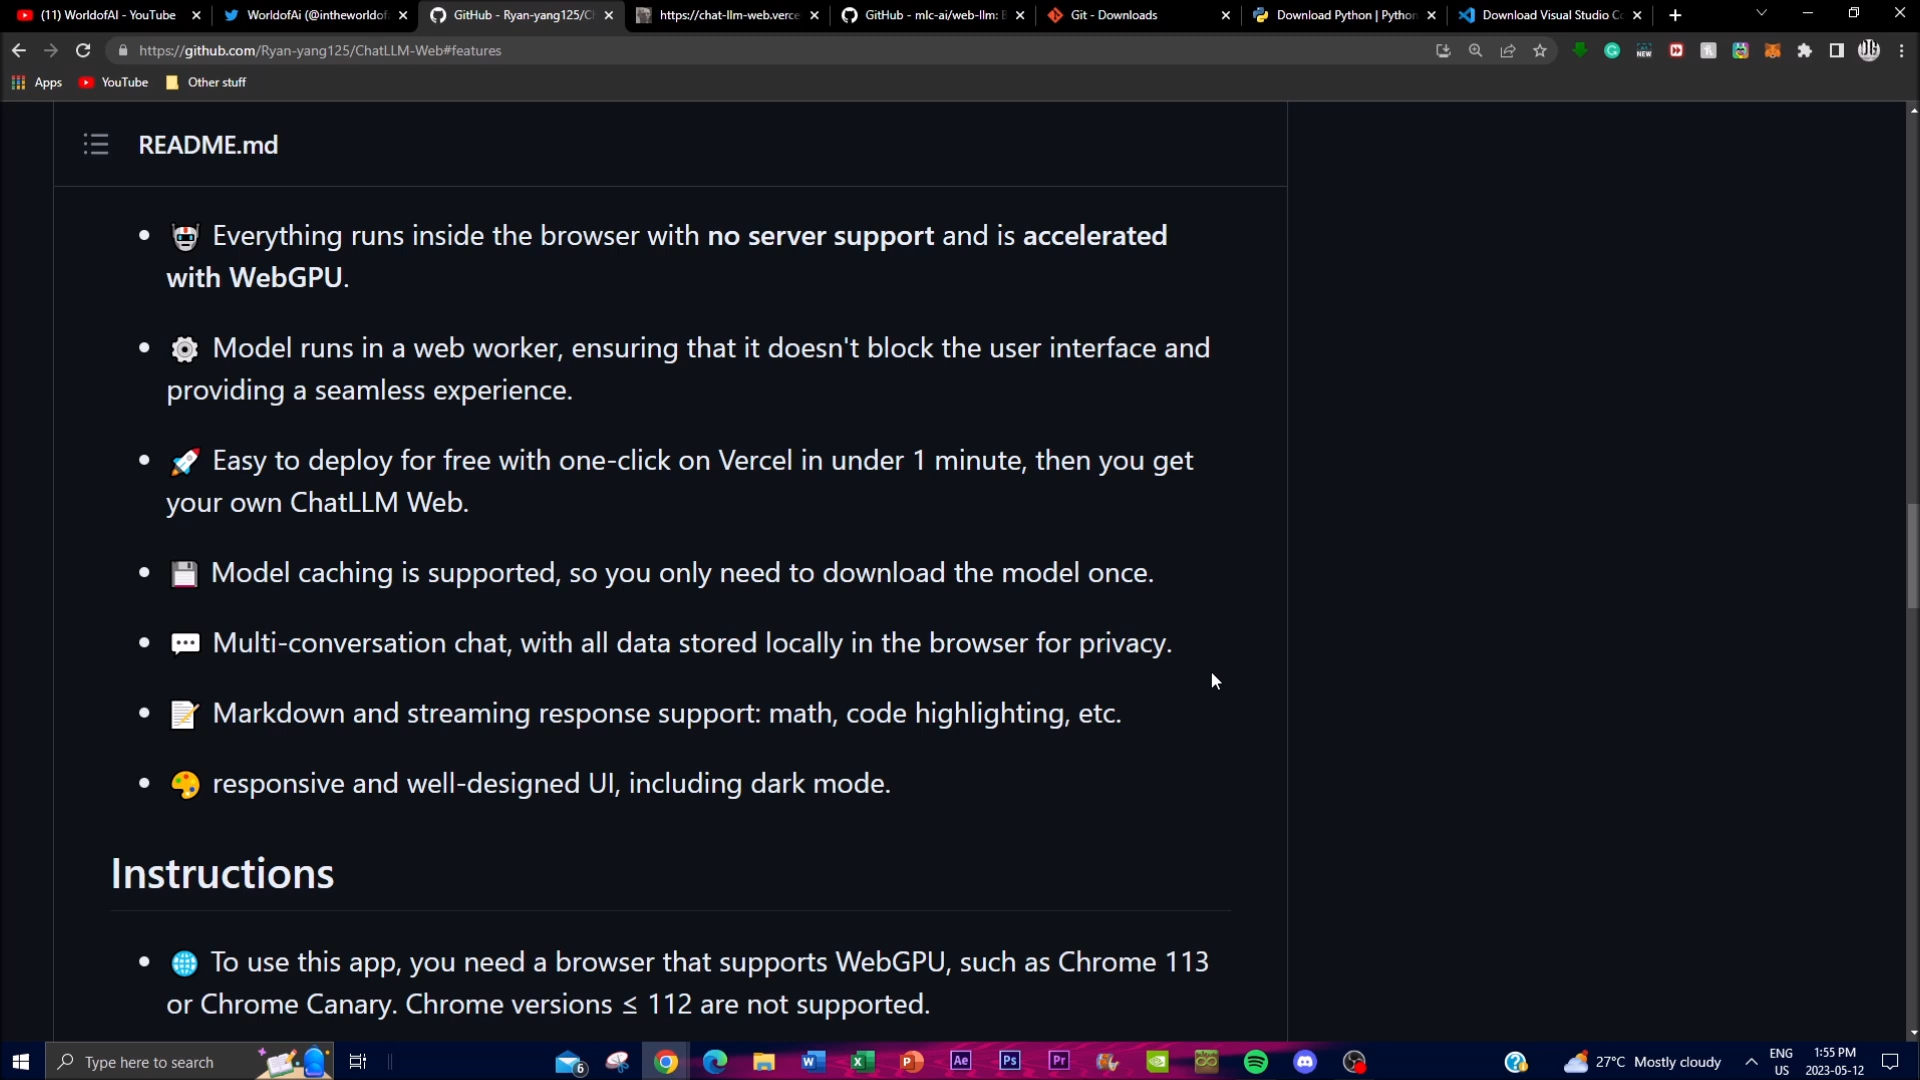 (11) WorldofAI - YouTube
WorldofAi (@intheworldof
GitHub - Ryan-yang125/C
https://chat-llm-web.verce
GitHub - mlc-ai/web-llm: B
Git - Downloads
Download Python | Python
Download Visual Studio Co
https://github.com/Ryan-yang125/ChatLLM-Web#features
Apps
YouTube
Other stuff
README.md
Everything runs inside the browser with no server support and is accelerated
with WebGPU.
Model runs in a web worker, ensuring that it doesn't block the user interface and
providing a seamless experience.
Easy to deploy for free with one-click on Vercel in under 1 minute, then you get
your own ChatLLM Web.
Model caching is supported, so you only need to download the model once.
Multi-conversation chat, with all data stored locally in the browser for privacy.
Markdown and streaming response support: math, code highlighting, etc.
responsive and well-designed UI, including dark mode.
Instructions
To use this app, you need a browser that supports WebGPU, such as Chrome 113
or Chrome Canary. Chrome versions ≤ 112 are not supported.
Type here to search
6
W
X
P
Ae
Ps
Pr
27°C Mostly cloudy
ENG
US
1:55 PM
2023-05-12